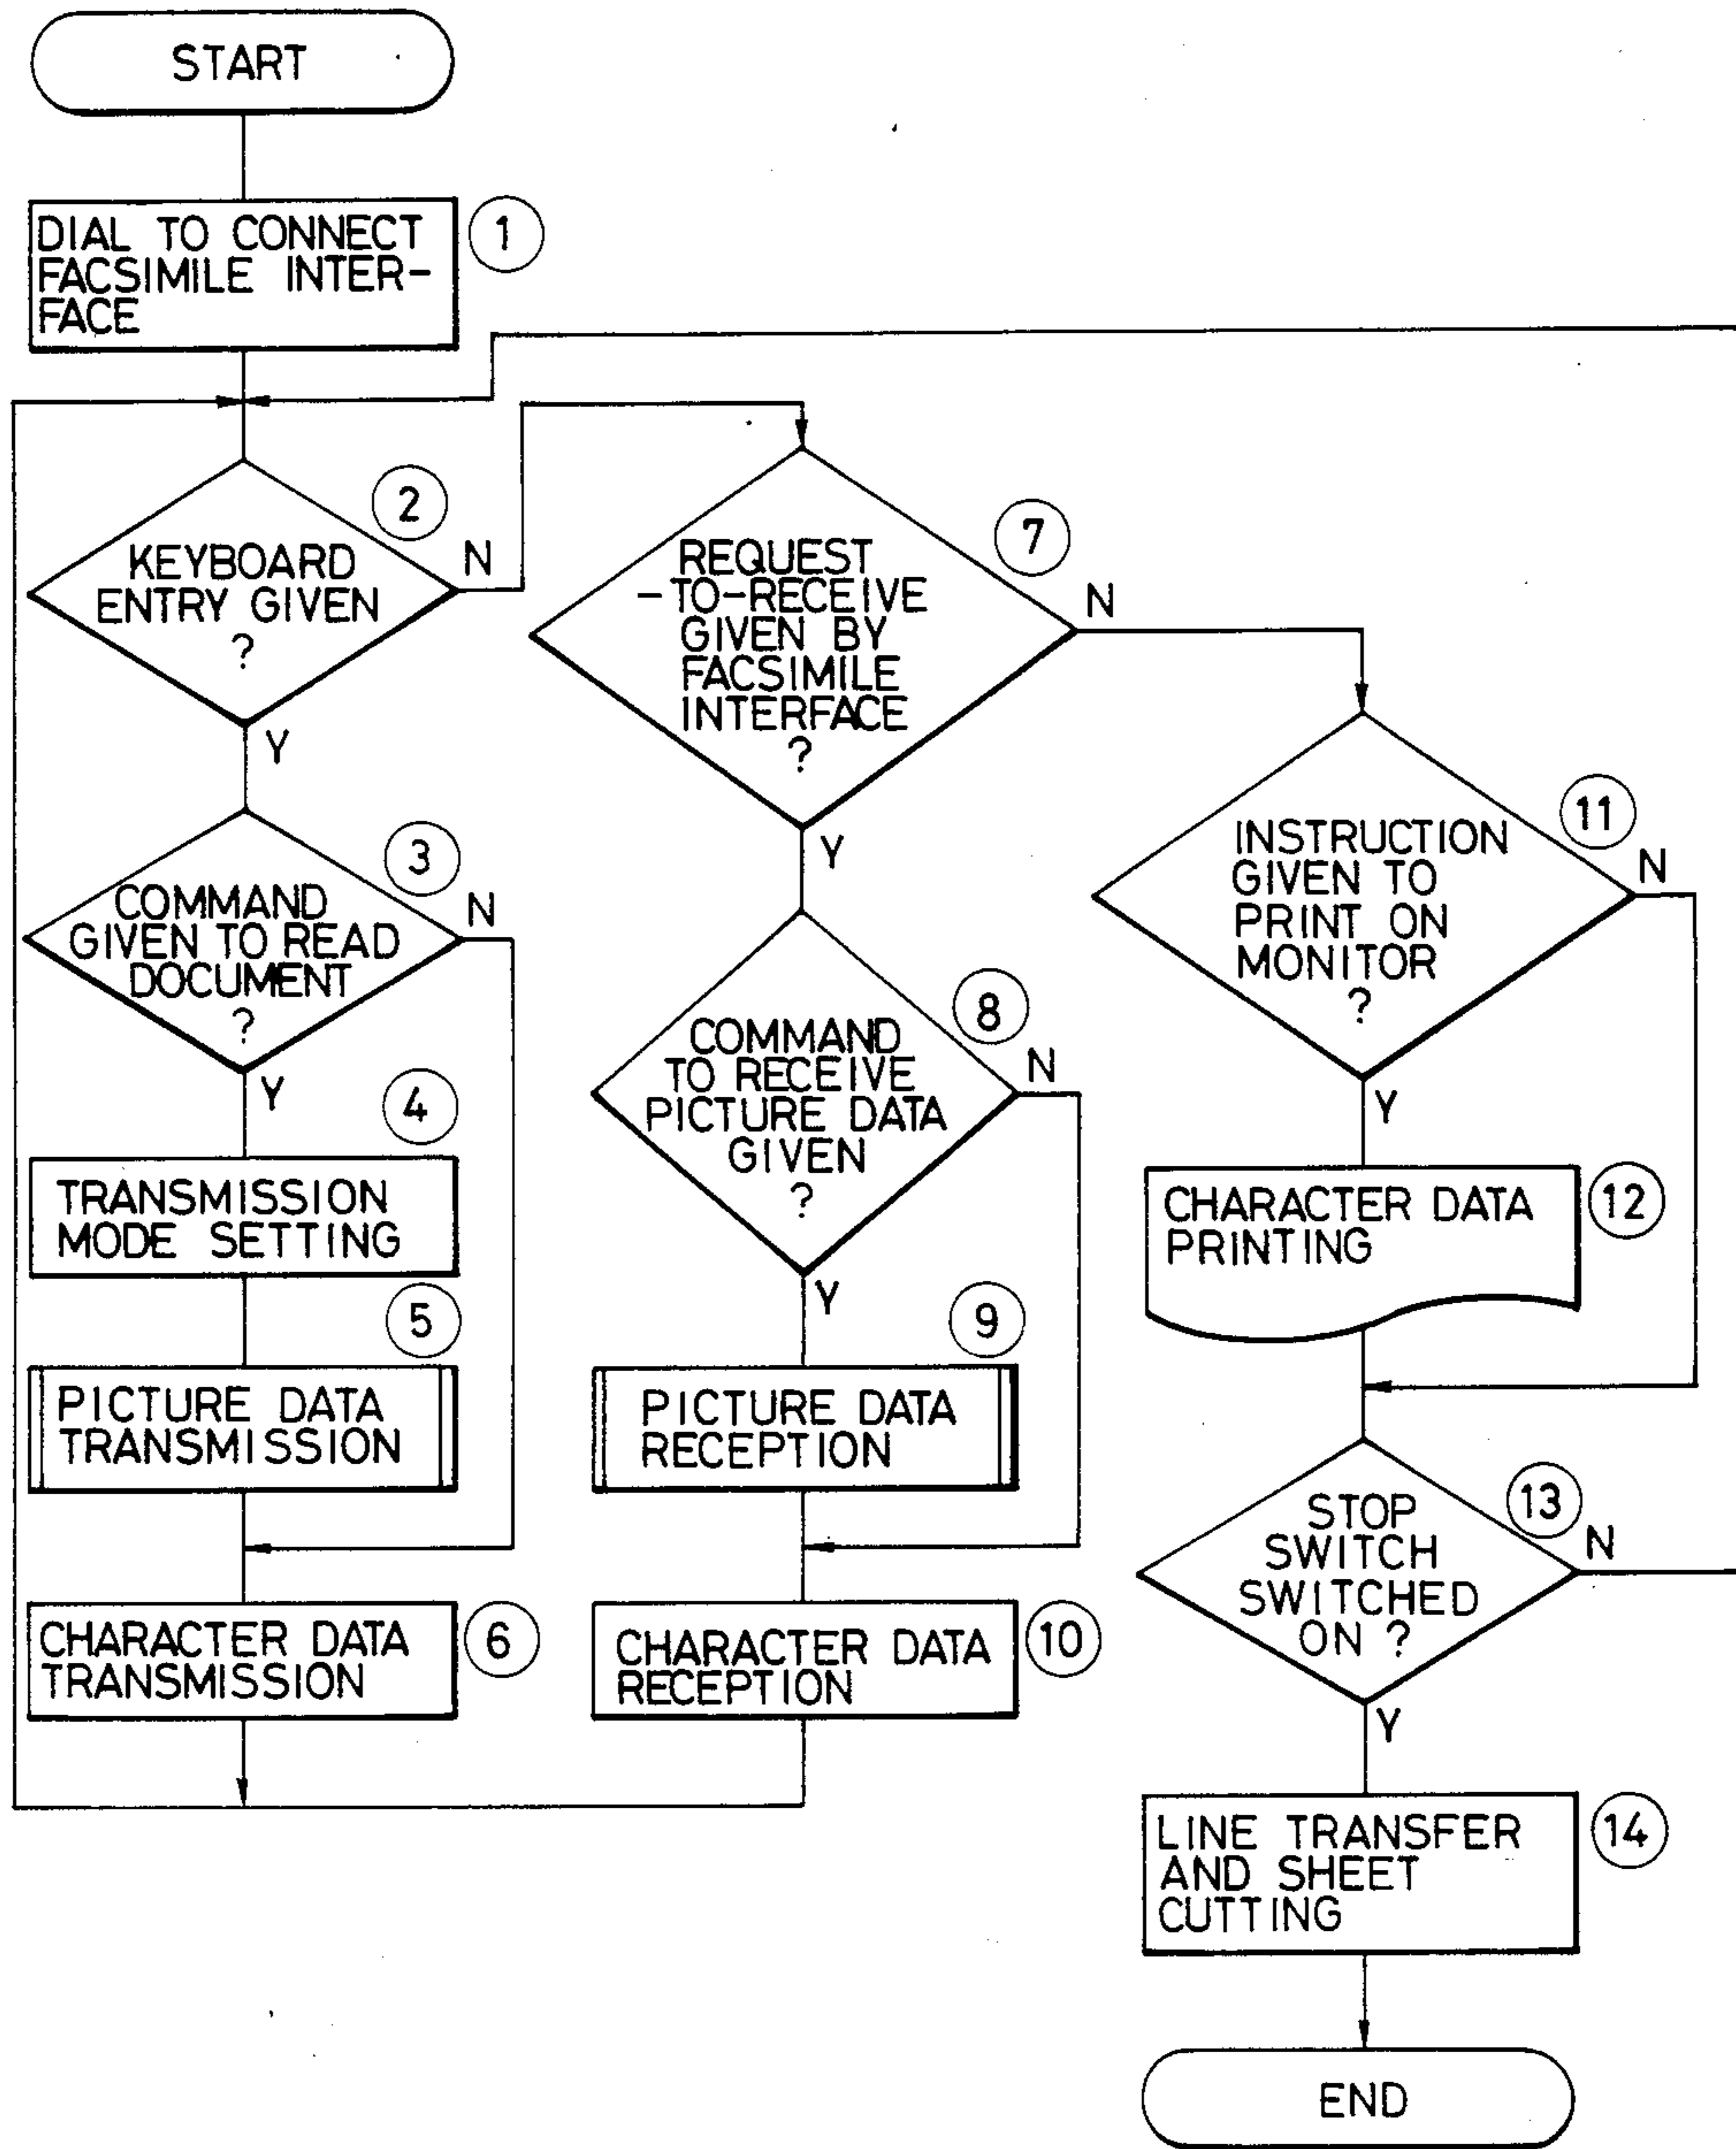 START
DIAL TO CONNECT
FACSIMILE INTER-
FACE
1
2
KEYBOARD
ENTRY GIVEN
?
N
Y
3
COMMAND
GIVEN TO READ
DOCUMENT
?
N
Y
4
TRANSMISSION
MODE SETTING
5
PICTURE DATA
TRANSMISSION
CHARACTER DATA
TRANSMISSION
6
7
REQUEST
-TO-RECEIVE
GIVEN BY
FACSIMILE
INTERFACE
?
N
Y
8
COMMAND
TO RECEIVE
PICTURE DATA
GIVEN
?
N
Y
9
PICTURE DATA
RECEPTION
CHARACTER DATA
RECEPTION
10
11
INSTRUCTION
GIVEN TO
PRINT ON
MONITOR
?
N
Y
CHARACTER DATA
PRINTING
12
13
STOP
SWITCH
SWITCHED
ON ?
N
Y
LINE TRANSFER
AND SHEET
CUTTING
14
END